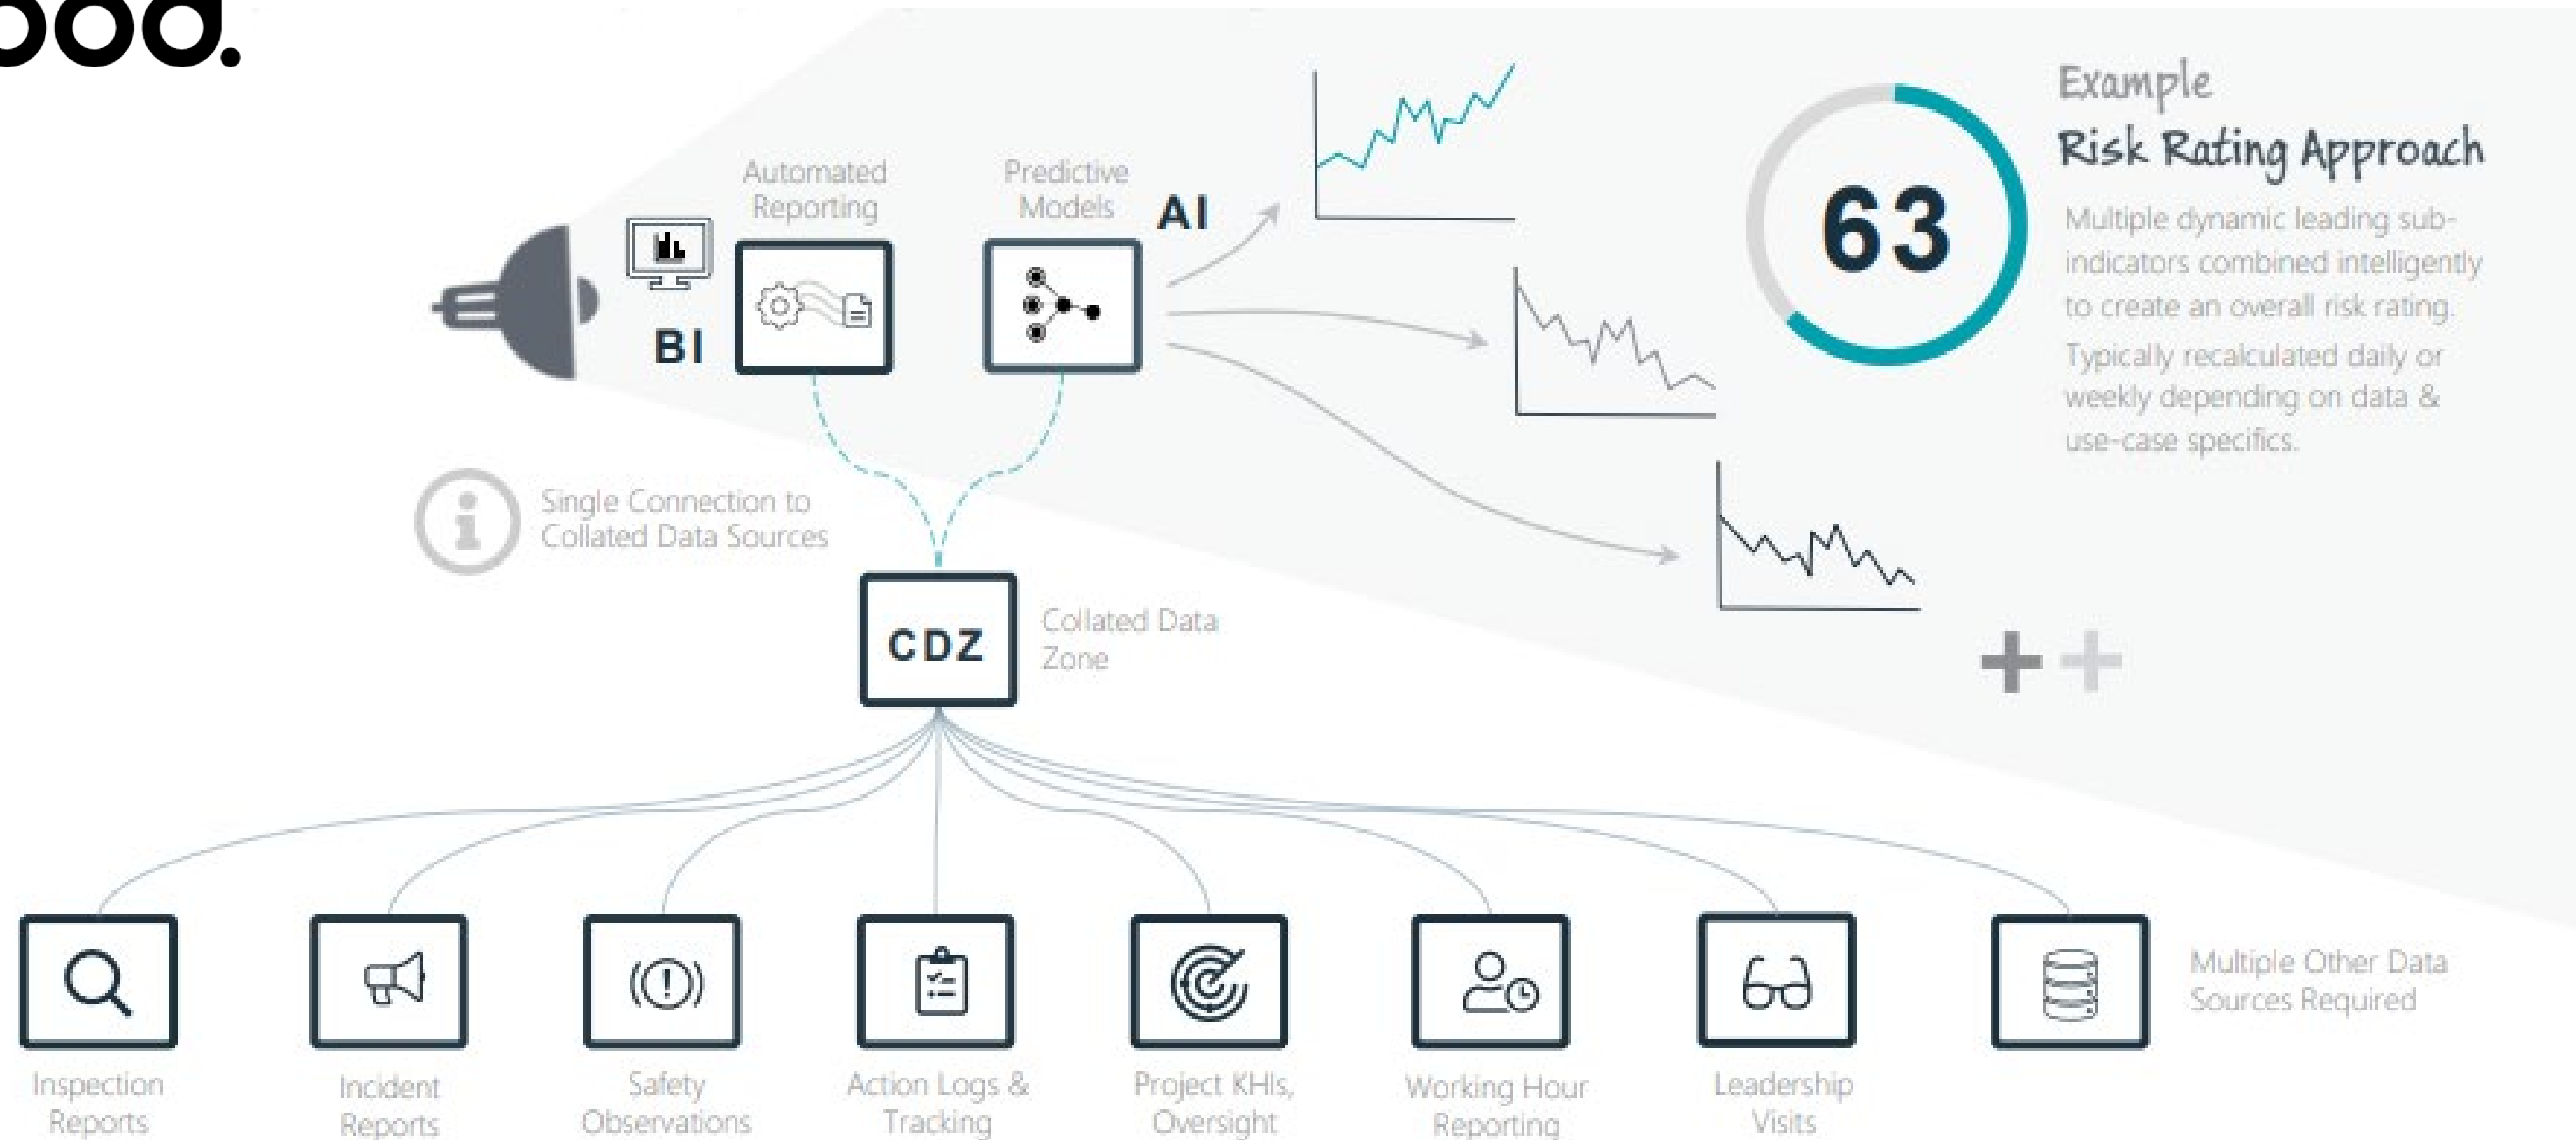 Example
Risk Rating Approach
Multiple dynamic leading sub-
indicators combined intelligently
to create an overall risk rating.
Typically recalculated daily or
weekly depending on data &
use-case specifics.
63
Automated
Reporting
Predictive
Models
AI
BI
Single Connection to
Collated Data Sources
CDZ
Collated Data
Zone
Multiple Other Data
Sources Required
Inspection
Reports
Incident
Reports
Safety
Observations
Action Logs &
Tracking
Project KHIs,
Oversight
Working Hour
Reporting
Leadership
Visits